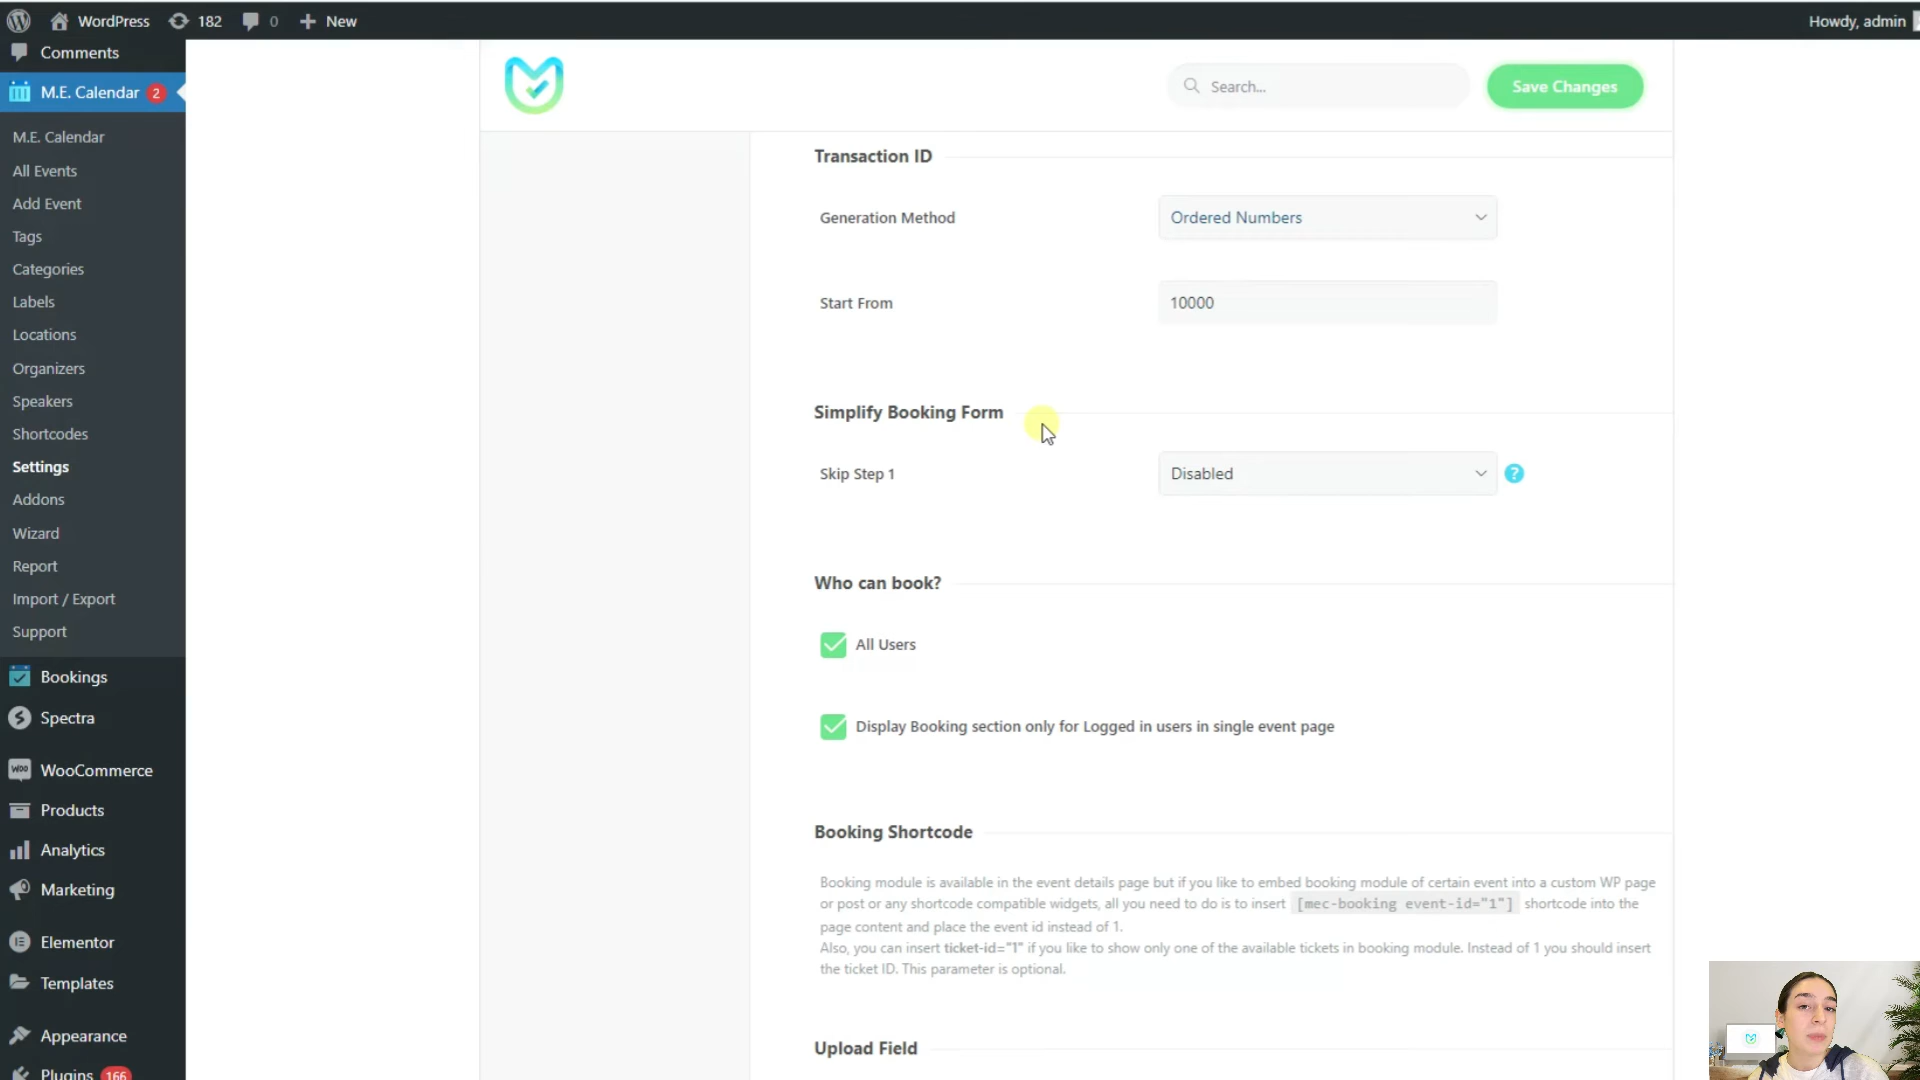 WordPress 182 0 New
Howdy, admin
Comments
M.E. Calendar 2
M.E. Calendar
All Events
Add Event
Tags
Categories
Labels
Locations
Organizers
Speakers
Shortcodes
Settings
Addons
Wizard
Report
Import / Export
Support
Bookings
Spectra
WooCommerce
Products
Analytics
Marketing
Elementor
Templates
Appearance
Plugins 166
Search...
Save Changes
Transaction ID
Generation Method
Ordered Numbers
Start From
10000
Simplify Booking Form
Skip Step 1
Disabled
?
Who can book?
All Users
Display Booking section only for Logged in users in single event page
Booking Shortcode
Booking module is available in the event details page but if you like to embed booking module of certain event into a custom WP page
or post or any shortcode compatible widgets, all you need to do is to insert [mec-booking event-id="1"] shortcode into the
page content and place the event id instead of 1.
Also, you can insert ticket-id="1" if you like to show only one of the available tickets in booking module. Instead of 1 you should insert
the ticket ID. This parameter is optional.
Upload Field